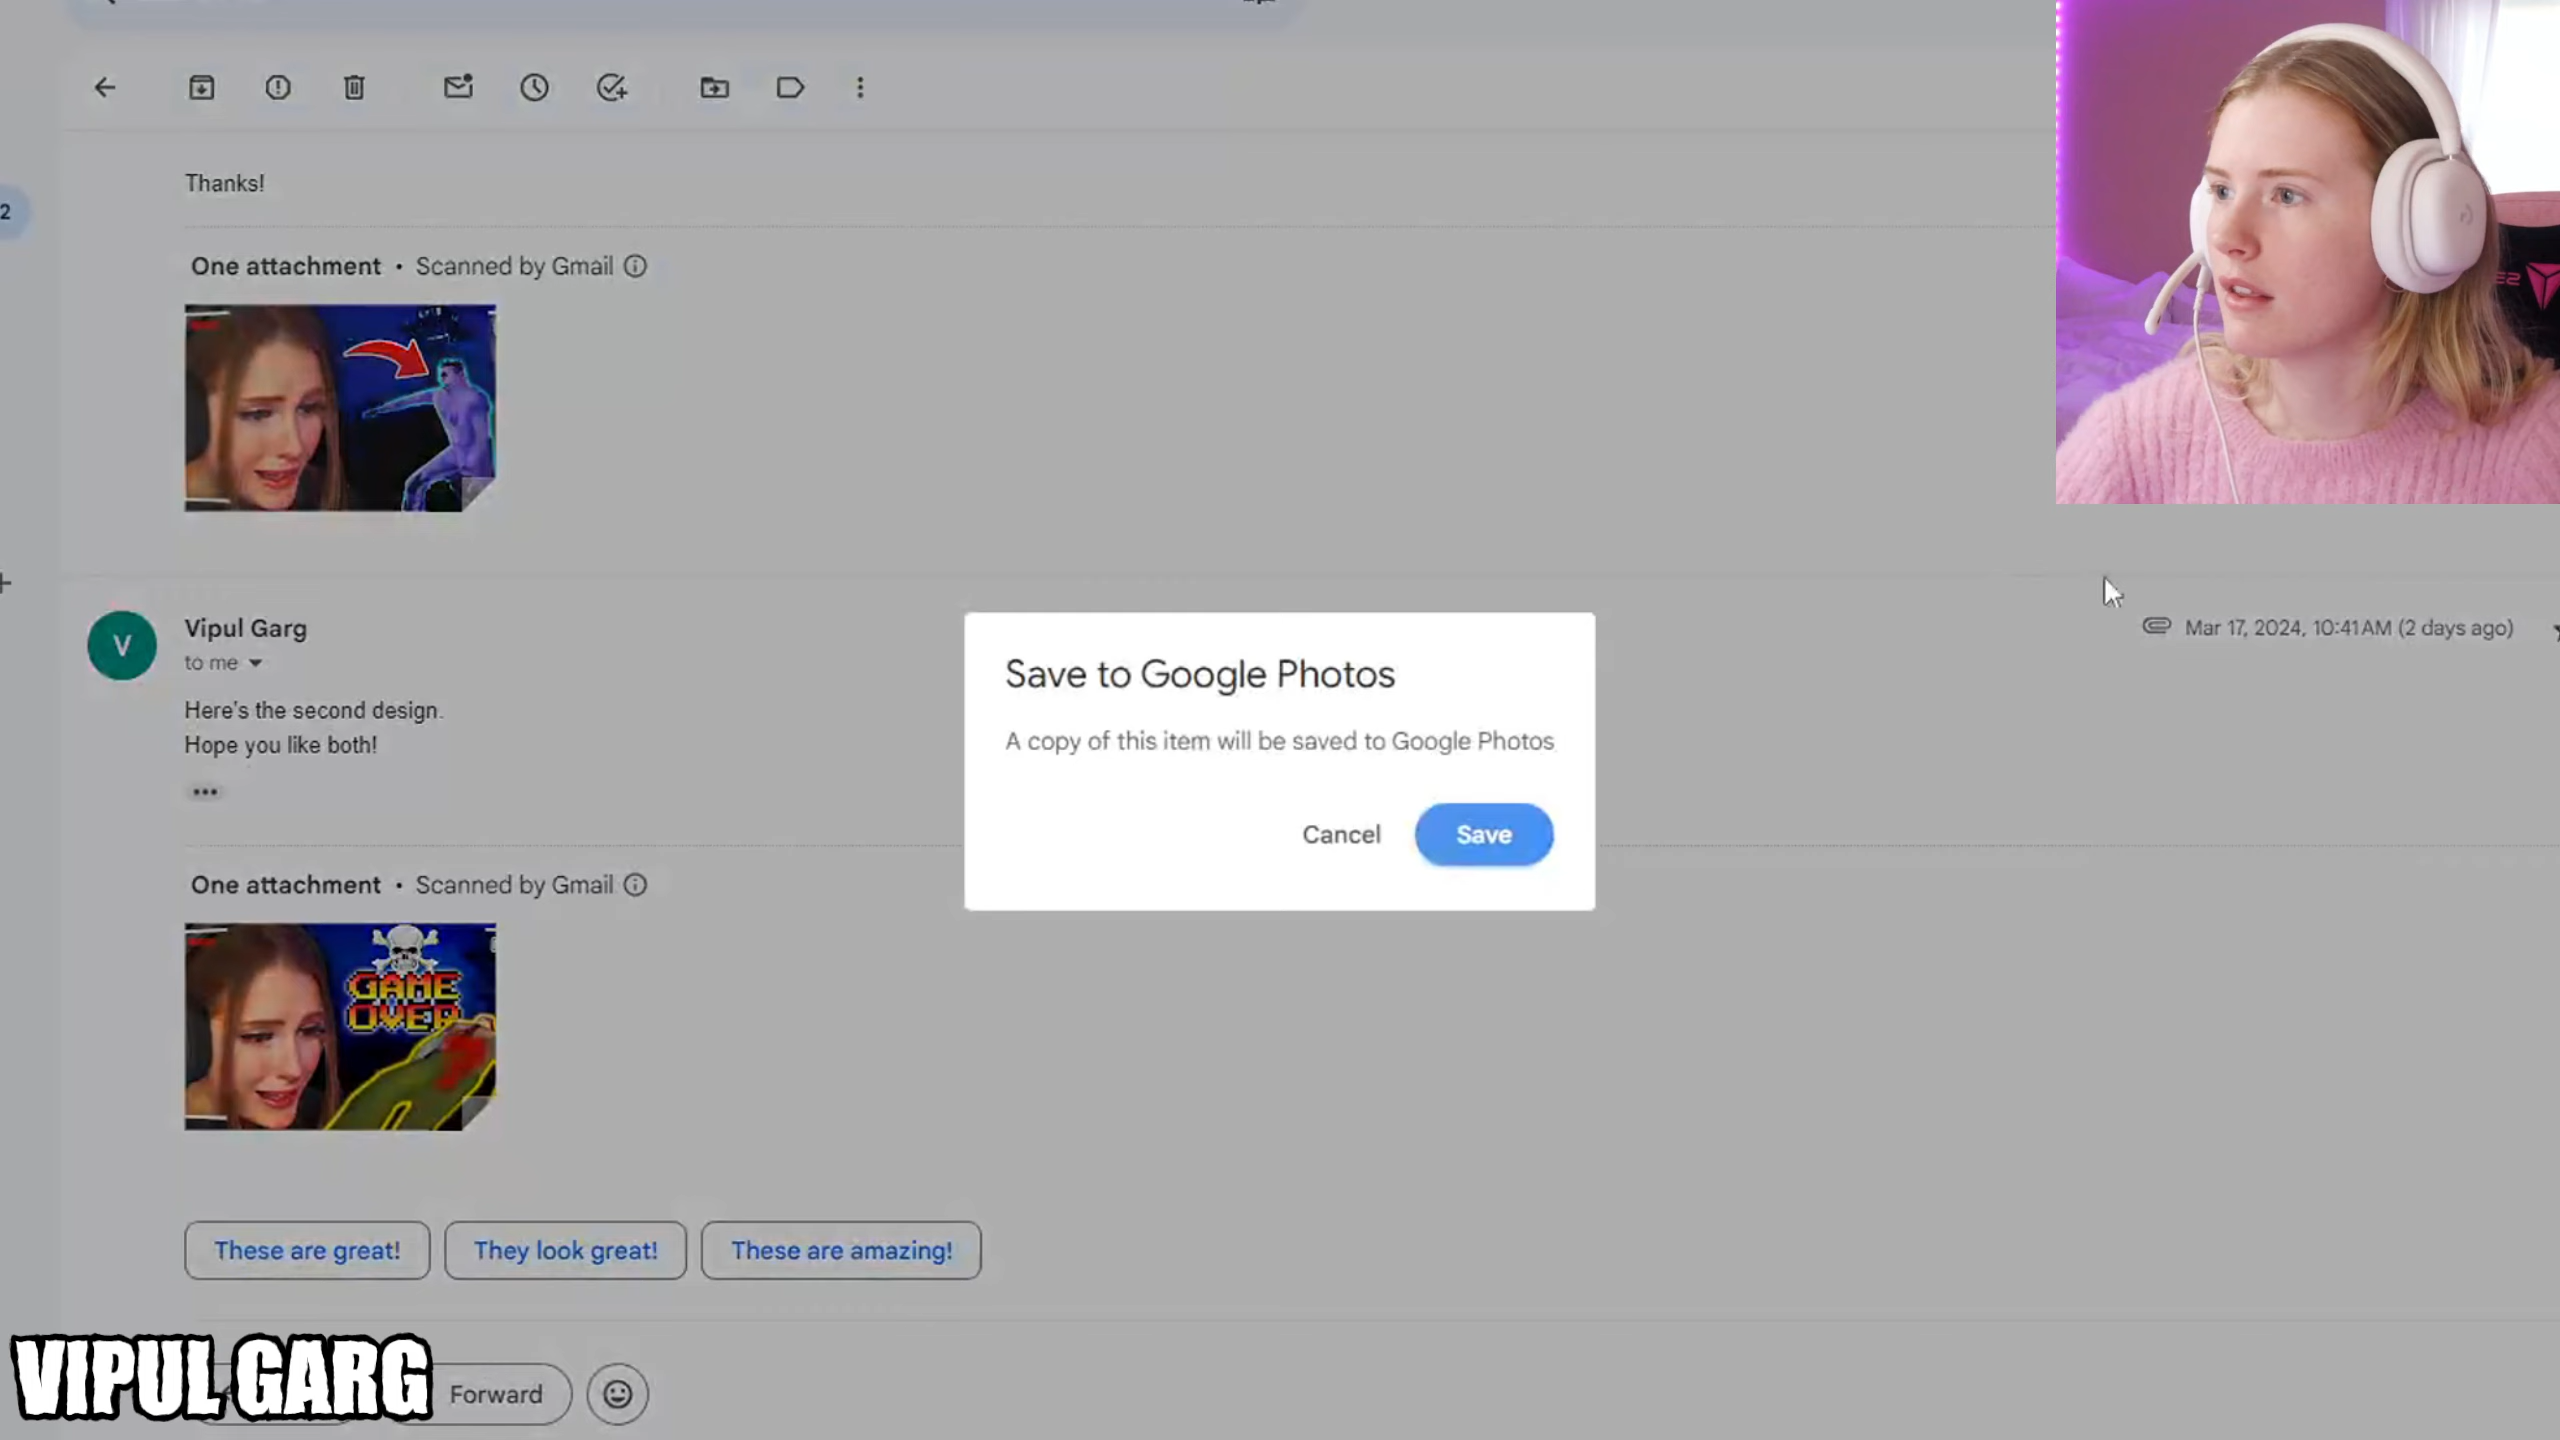 2
Thanks!
One attachment • Scanned by Gmail
Vipul Garg
to me
Mar 17, 2024, 10:41 AM (2 days ago)
Here's the second design.
Hope you like both!
Save to Google Photos
A copy of this item will be saved to Google Photos
Cancel
Save
One attachment • Scanned by Gmail
GAME
OVER
These are great!
They look great!
These are amazing!
VIPUL GARG
Forward